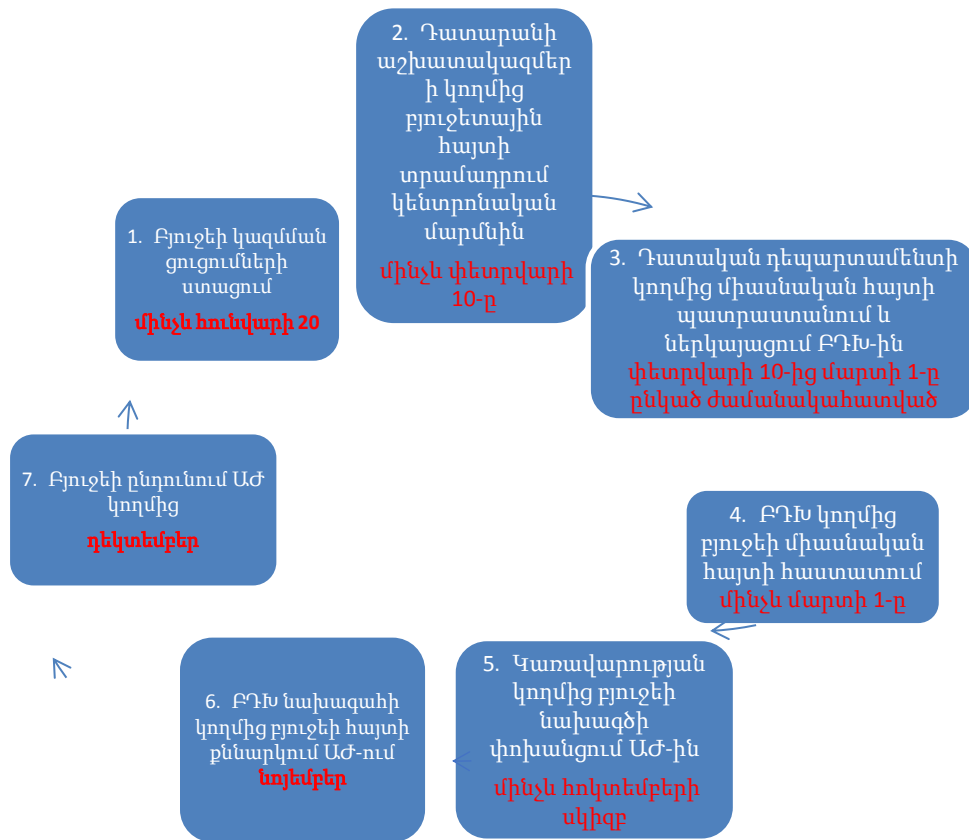 1. Բյուջեի կազմման
ցուցումների
ստացում
մինչև հունվարի 20
2. Դատարանի
աշխատակազմեր
ի կողմից
բյուջետային
հայտի
տրամադրում
կենտրոնական
մարմնին
մինչև փետրվարի
10-ը
3. Դատական դեպարտամենտի
կողմից միասնական հայտի
պատրաստանում և
ներկայացում ԲԴԽ-ին
փետրվարի 10-ից մարտի 1-ը
ընկած ժամանակահատված
4. ԲԴԽ կողմից
բյուջեի միասնական
հայտի հաստատում
մինչև մարտի 1-ը
5. Կառավարության
կողմից բյուջեի
նախագծի
փոխանցում ԱԺ-ին
մինչև հոկտեմբերի
սկիզբ
6. ԲԴԽ նախագահի
կողմից բյուջեի հայտի
քննարկում ԱԺ-ում
նոյեմբեր
7. Բյուջեի ընդունում ԱԺ
կողմից
դեկտեմբեր